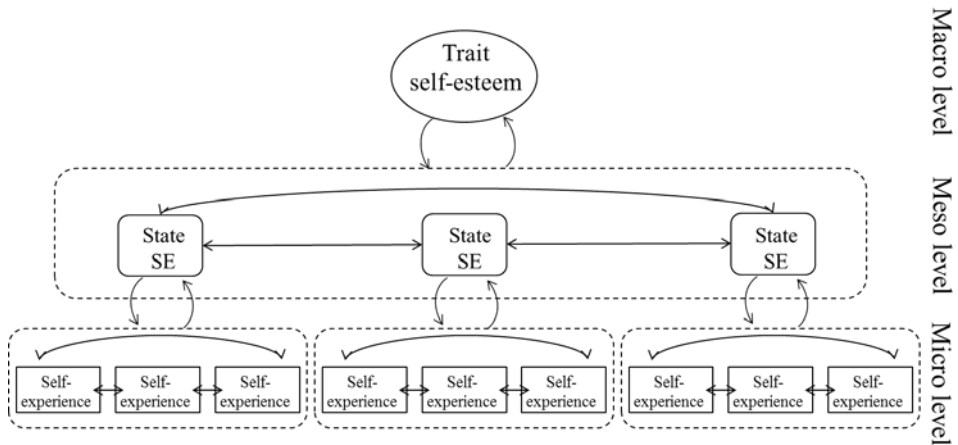 Trait
self-esteem
Macro level
State
SE
State
SE
State
SE
Meso level
Self-
experience
Self-
experience
Self-
experience
Self-
experience
Self-
experience
Self-
experience
Self-
experience
Self-
experience
Self-
experience
Micro level